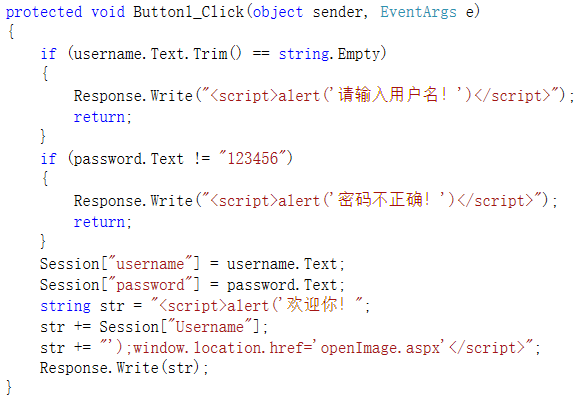 protected void Button1_Click(object sender, EventArgs e)
{
    if (username.Text.Trim() == string.Empty)
    {
        Response.Write("<script>alert('请输入用户名！')</script>");
        return;
    }
    if (password.Text != "123456")
    {
        Response.Write("<script>alert('密码不正确！')</script>");
        return;
    }
    Session["username"] = username.Text;
    Session["password"] = password.Text;
    string str = "<script>alert('欢迎你！";
    str += Session["Username"];
    str += "');window.location.href='openImage.aspx'</script>";
    Response.Write(str);
}